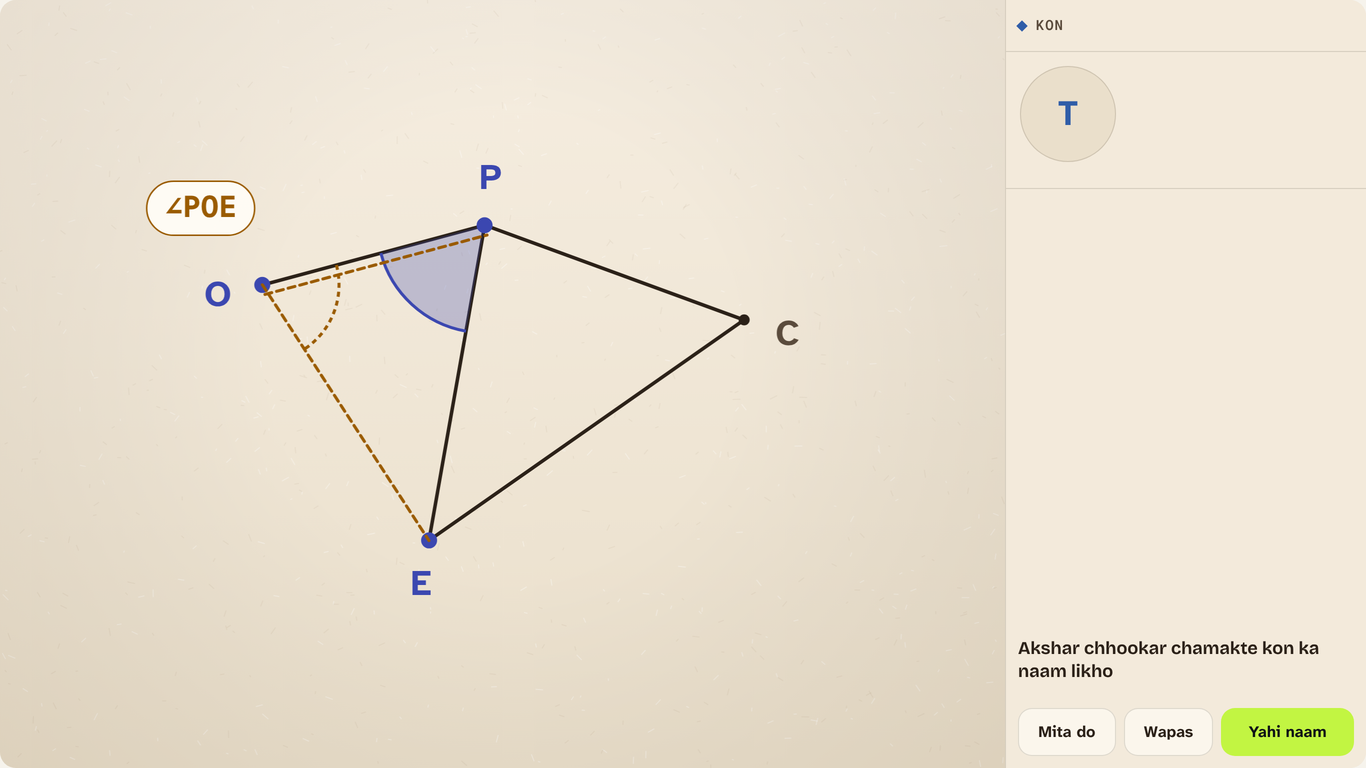 KON
T
∠POE
P
O
C
E
Akshar chhookar chamakte kon ka
naam likho
Mita do
Wapas
Yahi naam